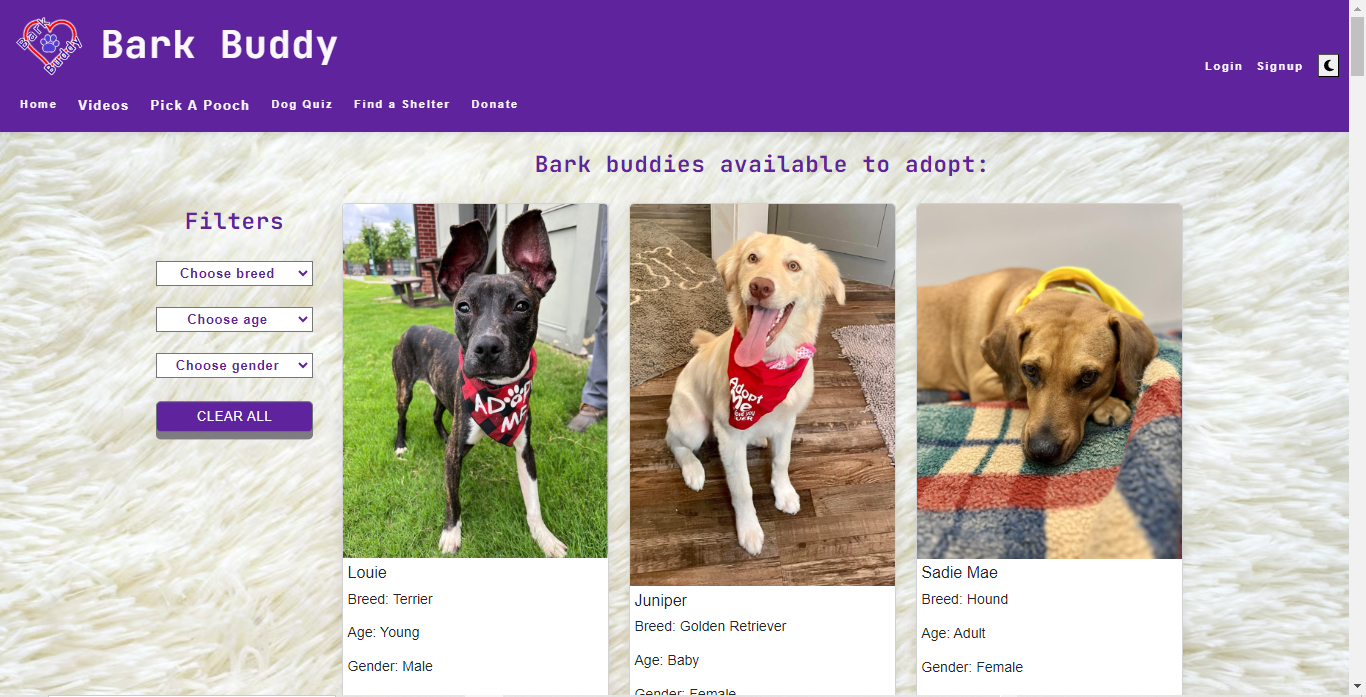 Bark
Buddy
Bark Buddy
Login Signup
Home Videos Pick A Pooch Dog Quiz Find a Shelter Donate
Bark buddies available to adopt:
Filters
Choose breed
Choose age
Choose gender
CLEAR ALL
ADOPT
ME
Louie
Breed: Terrier
Age: Young
Gender: Male
Adopt
Me
Juniper
Breed: Golden Retriever
Age: Baby
Gender: Female
Sadie Mae
Breed: Hound
Age: Adult
Gender: Female